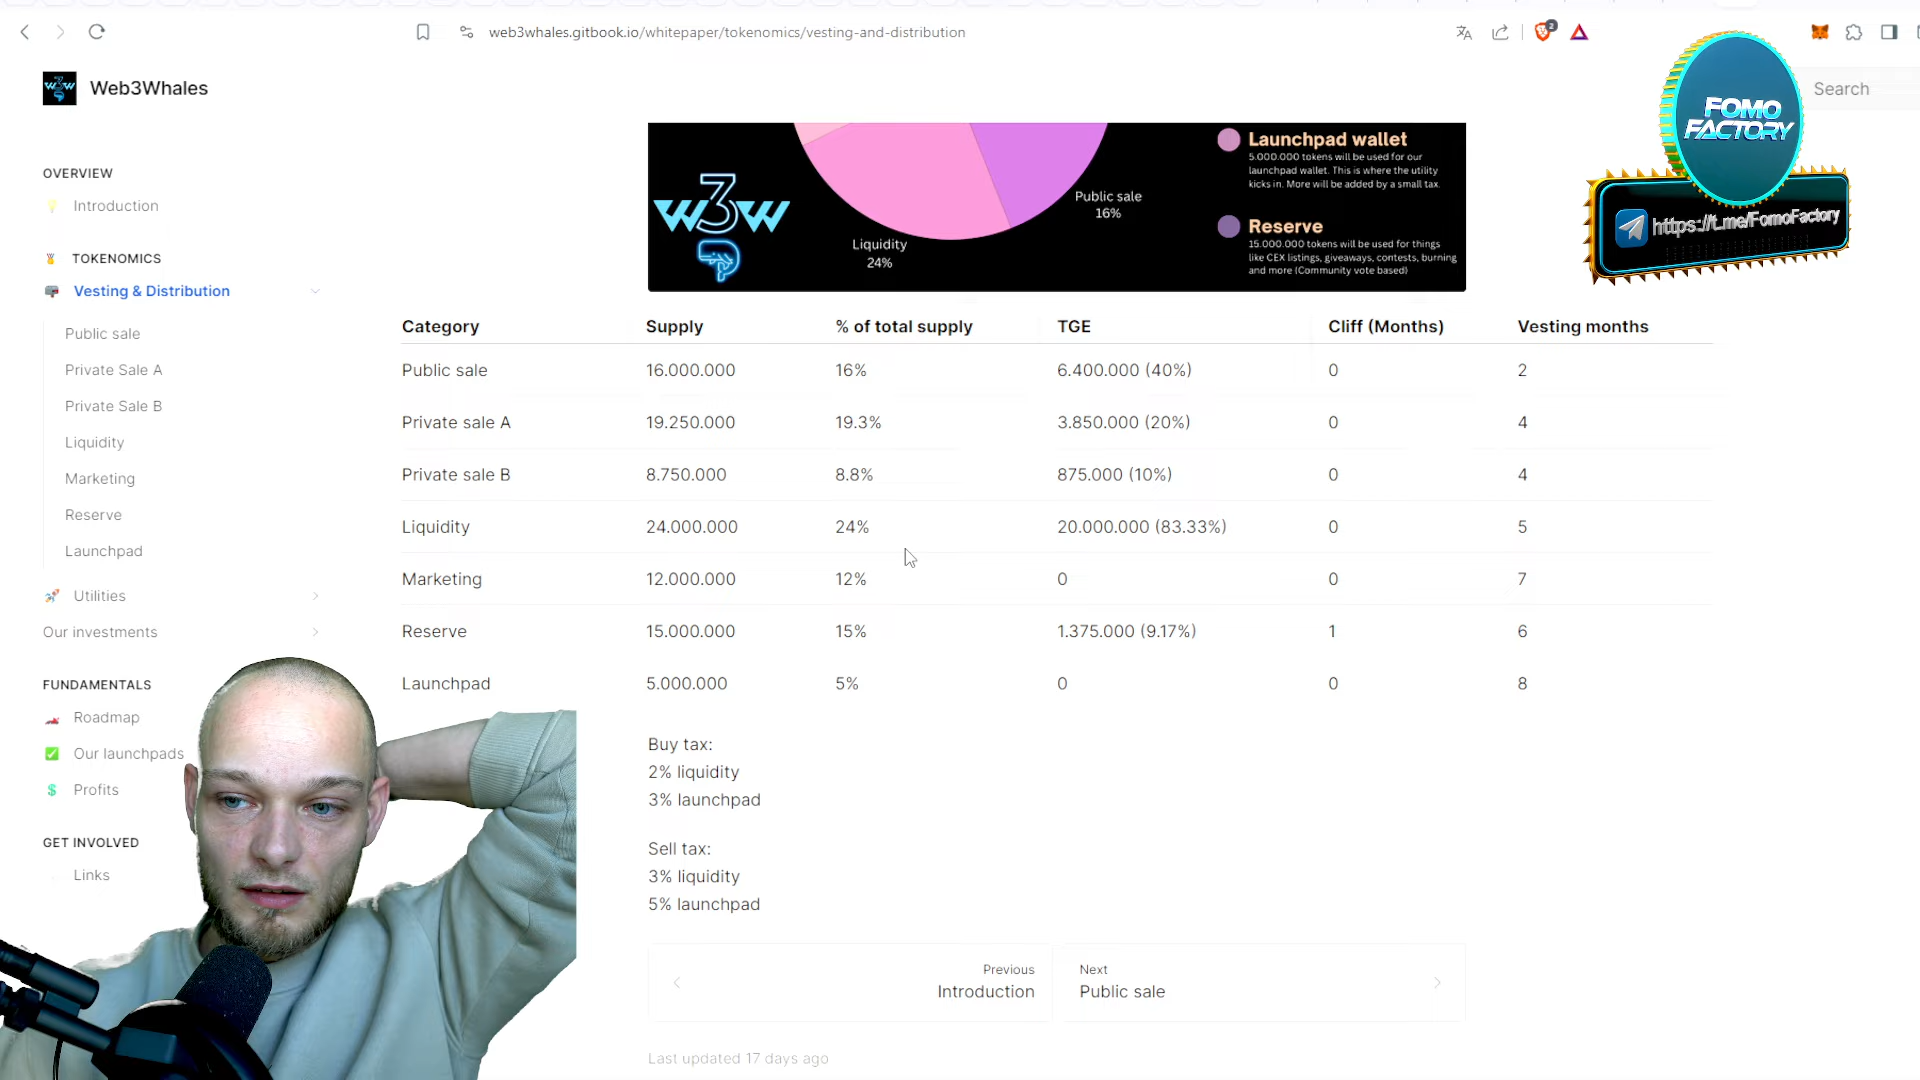 web3whales.gitbook.io/whitepaper/tokenomics/vesting-and-distribution
2
Web3Whales
Search
FOMO
FACTORY
https://t.me/FomoFactory
OVERVIEW
Introduction
TOKENOMICS
Vesting & Distribution
Public sale
Private Sale A
Private Sale B
Liquidity
Marketing
Reserve
Launchpad
Utilities
Our investments
FUNDAMENTALS
Roadmap
Our launchpads
Profits
GET INVOLVED
Links
W3W
Liquidity
24%
Public sale
16%
Launchpad wallet
5.000.000 tokens will be used for our
launchpad wallet. This is where the utility
kicks in. More will be added by a small tax.
Reserve
15.000.000 tokens will be used for things
like CEX listings, giveaways, contests, burning
and more (Community vote based)
Category Supply % of total supply TGE Cliff (Months) Vesting months
Public sale 16.000.000 16% 6.400.000 (40%) 0 2
Private sale A 19.250.000 19.3% 3.850.000 (20%) 0 4
Private sale B 8.750.000 8.8% 875.000 (10%) 0 4
Liquidity 24.000.000 24% 20.000.000 (83.33%) 0 5
Marketing 12.000.000 12% 0 0 7
Reserve 15.000.000 15% 1.375.000 (9.17%) 1 6
Launchpad 5.000.000 5% 0 0 8
Buy tax:
2% liquidity
3% launchpad
Sell tax:
3% liquidity
5% launchpad
Previous
Introduction
Next
Public sale
Last updated 17 days ago